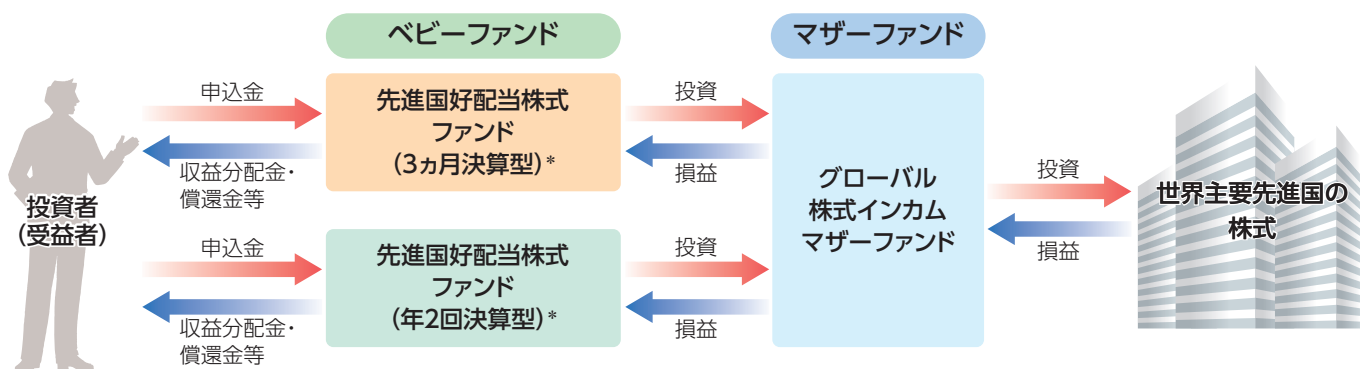 ベビーファンド
マザーファンド
投資者
(受益者)
申込金
収益分配金・
償還金等
先進国好配当株式
ファンド
(3ヵ月決算型)*
投資
損益
申込金
収益分配金・
償還金等
先進国好配当株式
ファンド
(年2回決算型)*
投資
損益
グローバル
株式インカム
マザーファンド
投資
損益
世界主要先進国の
株式